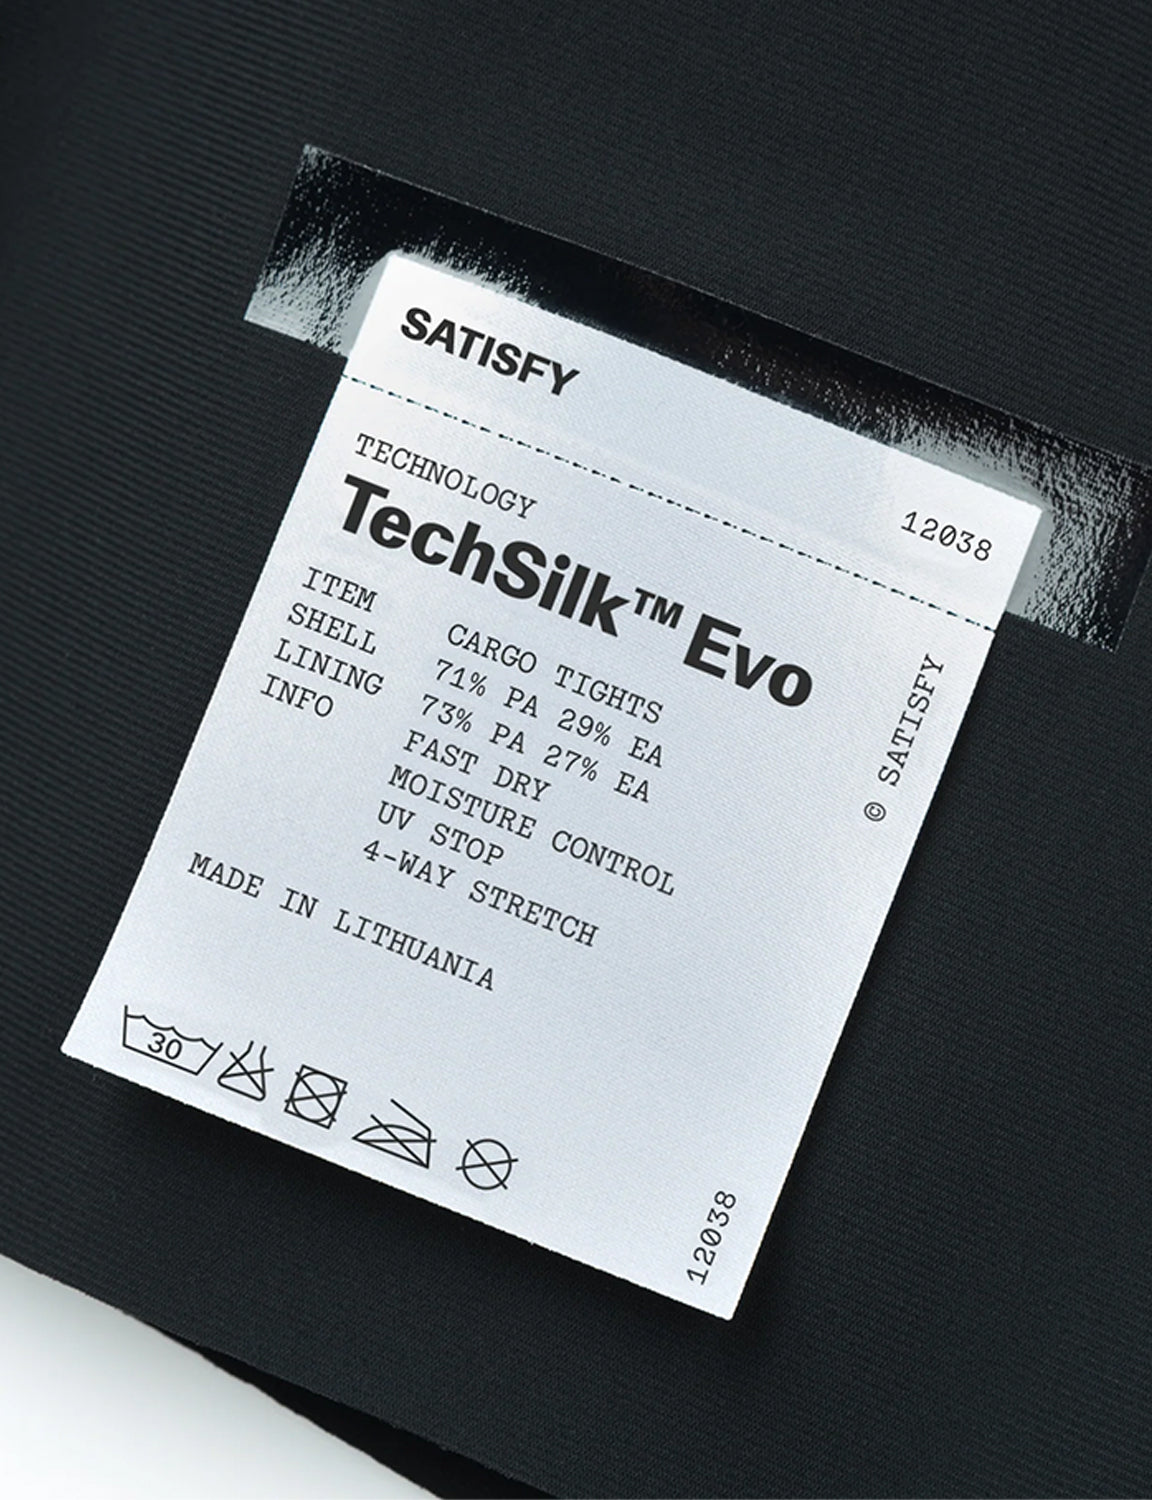 SATISFY
12038
TECHNOLOGY
TechSilk™ Evo
ITEM CARGO TIGHTS
SHELL 71% PA 29% EA
LINING 73% PA 27% EA
INFO FAST DRY
MOISTURE CONTROL
UV STOP
4-WAY STRETCH
MADE IN LITHUANIA
© SATISFY
30
12038